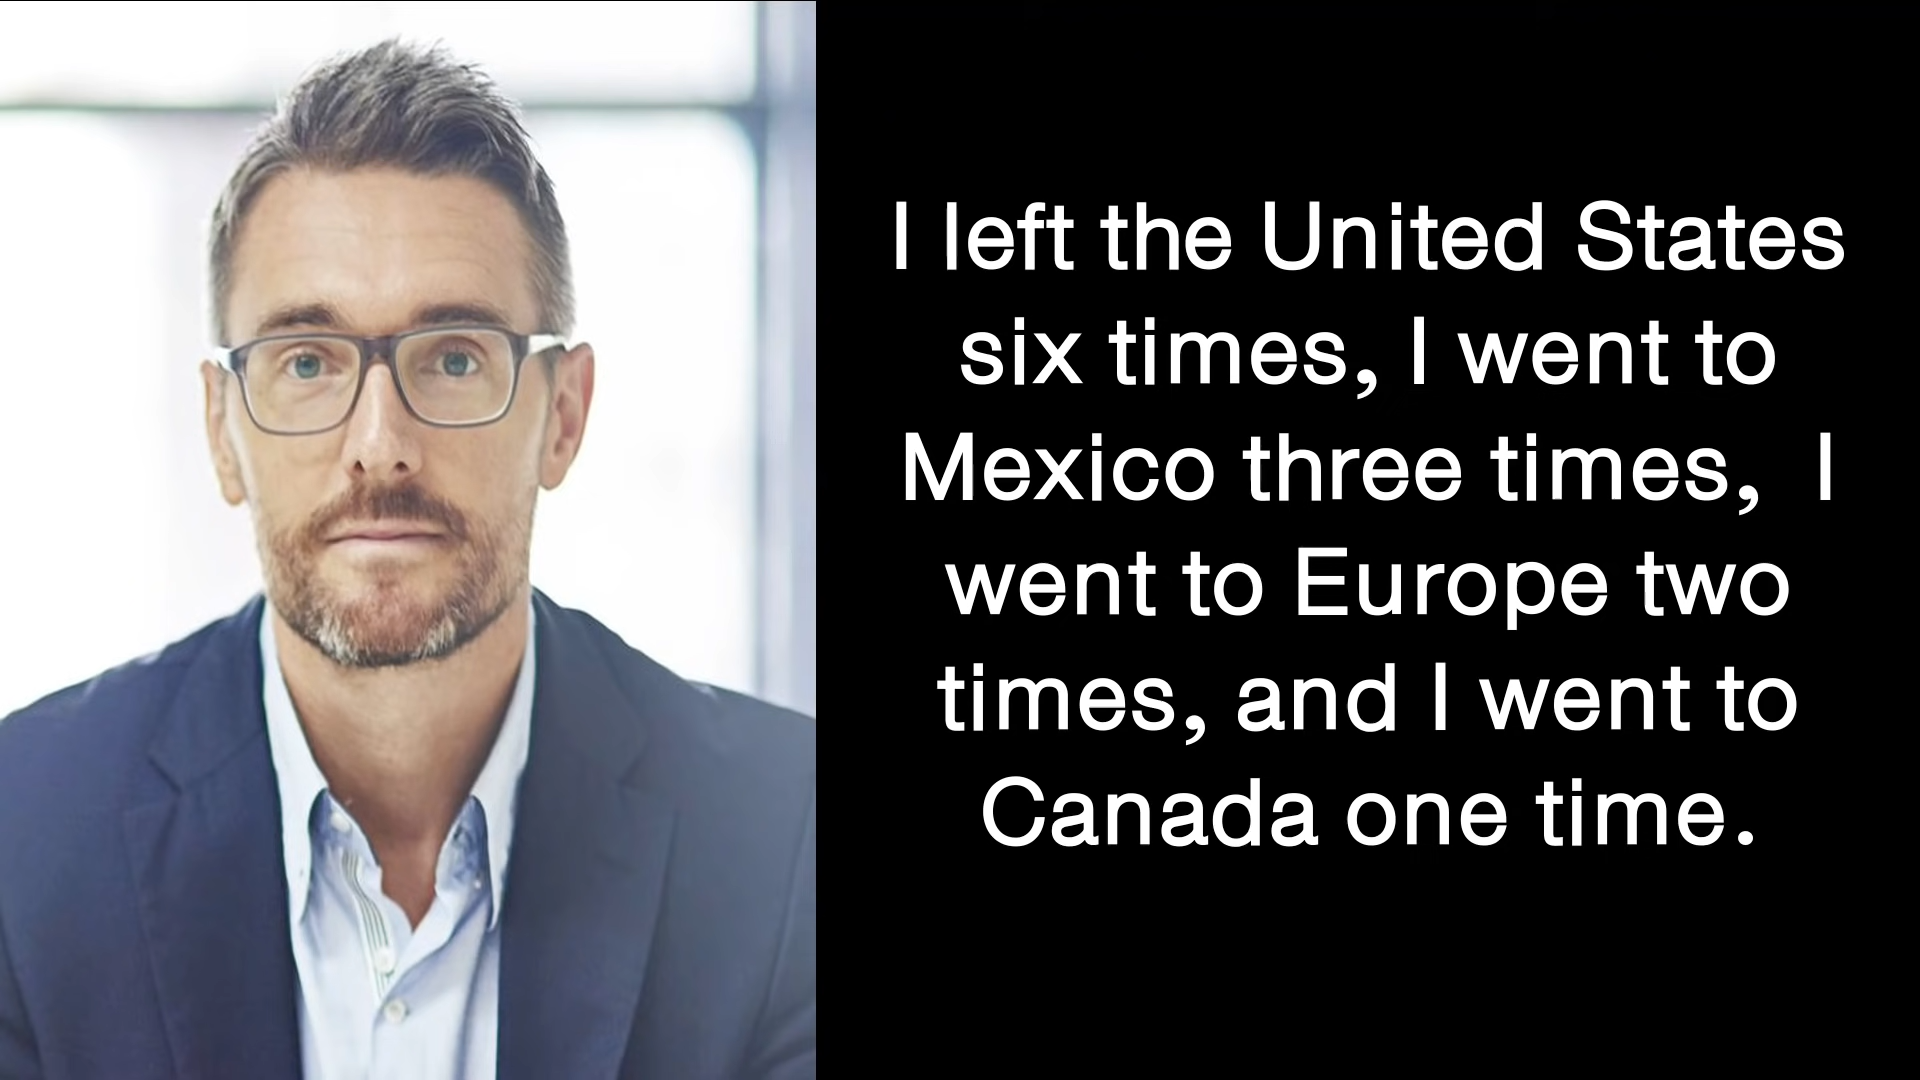 I left the United States
six times, I went to
Mexico three times,  I
went to Europe two
times, and I went to
Canada one time.